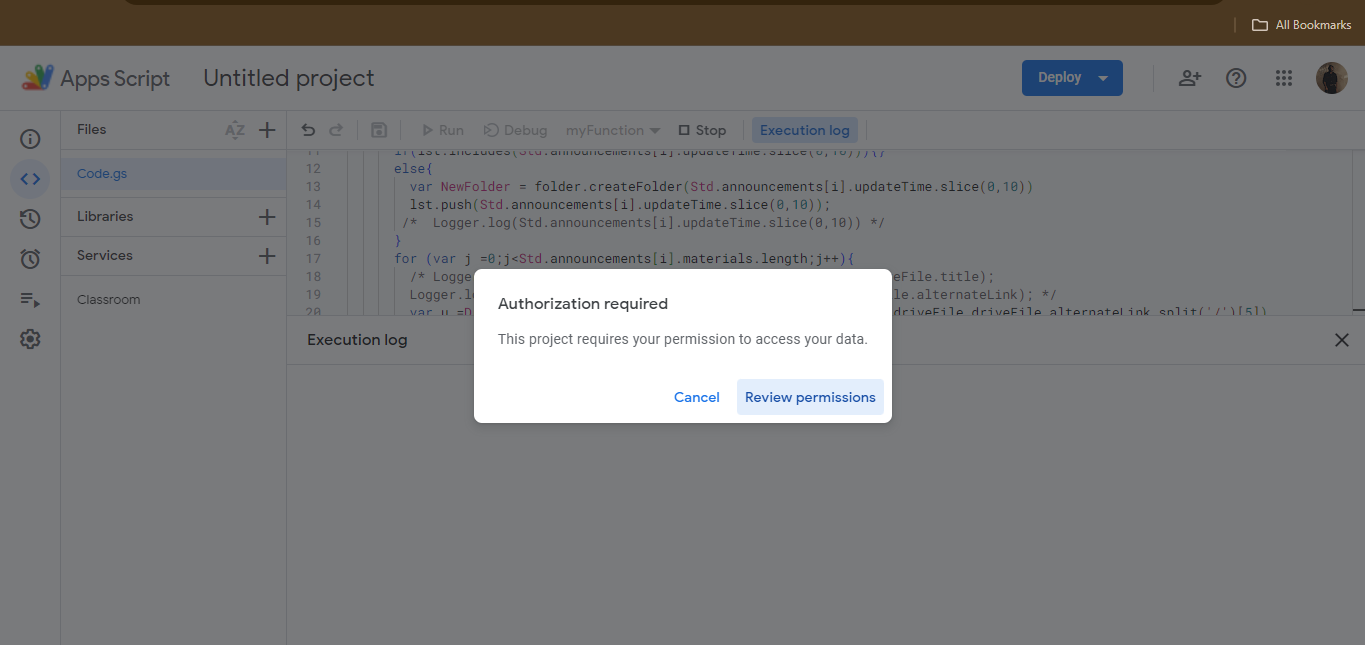 All Bookmarks
Apps Script
Untitled project
Deploy
Files
Run
Debug
myFunction
Stop
Execution log
Code.gs
Libraries
Services
Classroom
11 if(lst.includes(Std.announcements[i].updateTime.slice(0,10))){}
12 else{
13 var NewFolder = folder.createFolder(Std.announcements[i].updateTime.slice(0,10))
14 lst.push(Std.announcements[i].updateTime.slice(0,10));
15 /* Logger.log(Std.announcements[i].updateTime.slice(0,10)) */
16 }
17 for (var j =0;j<Std.announcements[i].materials.length;j++){
18 /* Logge eFile.title);
19 Logger.l le.alternateLink); */
20 var u =D driveFile.driveFile.alternateLink.split('/')[5])
Execution log
Authorization required
This project requires your permission to access your data.
Cancel
Review permissions